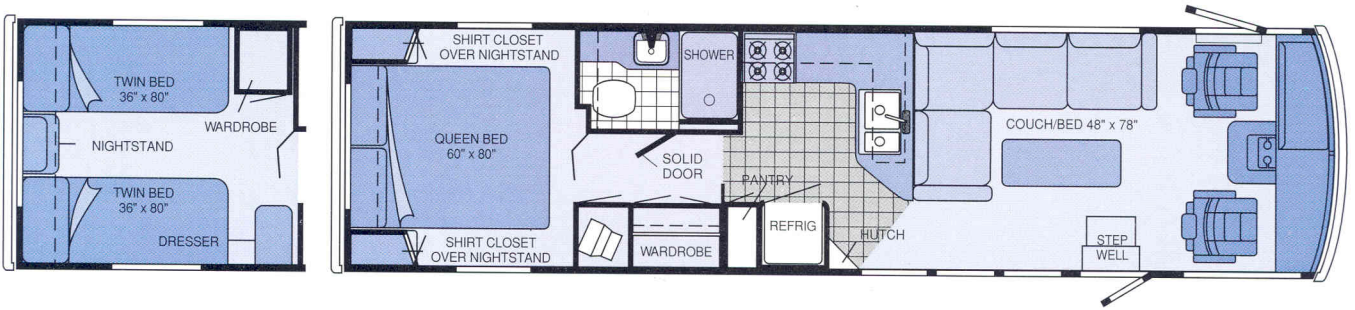 TWIN BED
36" x 80"
WARDROBE
NIGHTSTAND
TWIN BED
36" x 80"
DRESSER
SHIRT CLOSET
OVER NIGHTSTAND
QUEEN BED
60" x 80"
SHIRT CLOSET
OVER NIGHTSTAND
SHOWER
SOLID
DOOR
WARDROBE
PANTRY
REFRIG
HUTCH
COUCH/BED 48" x 78"
STEP
WELL